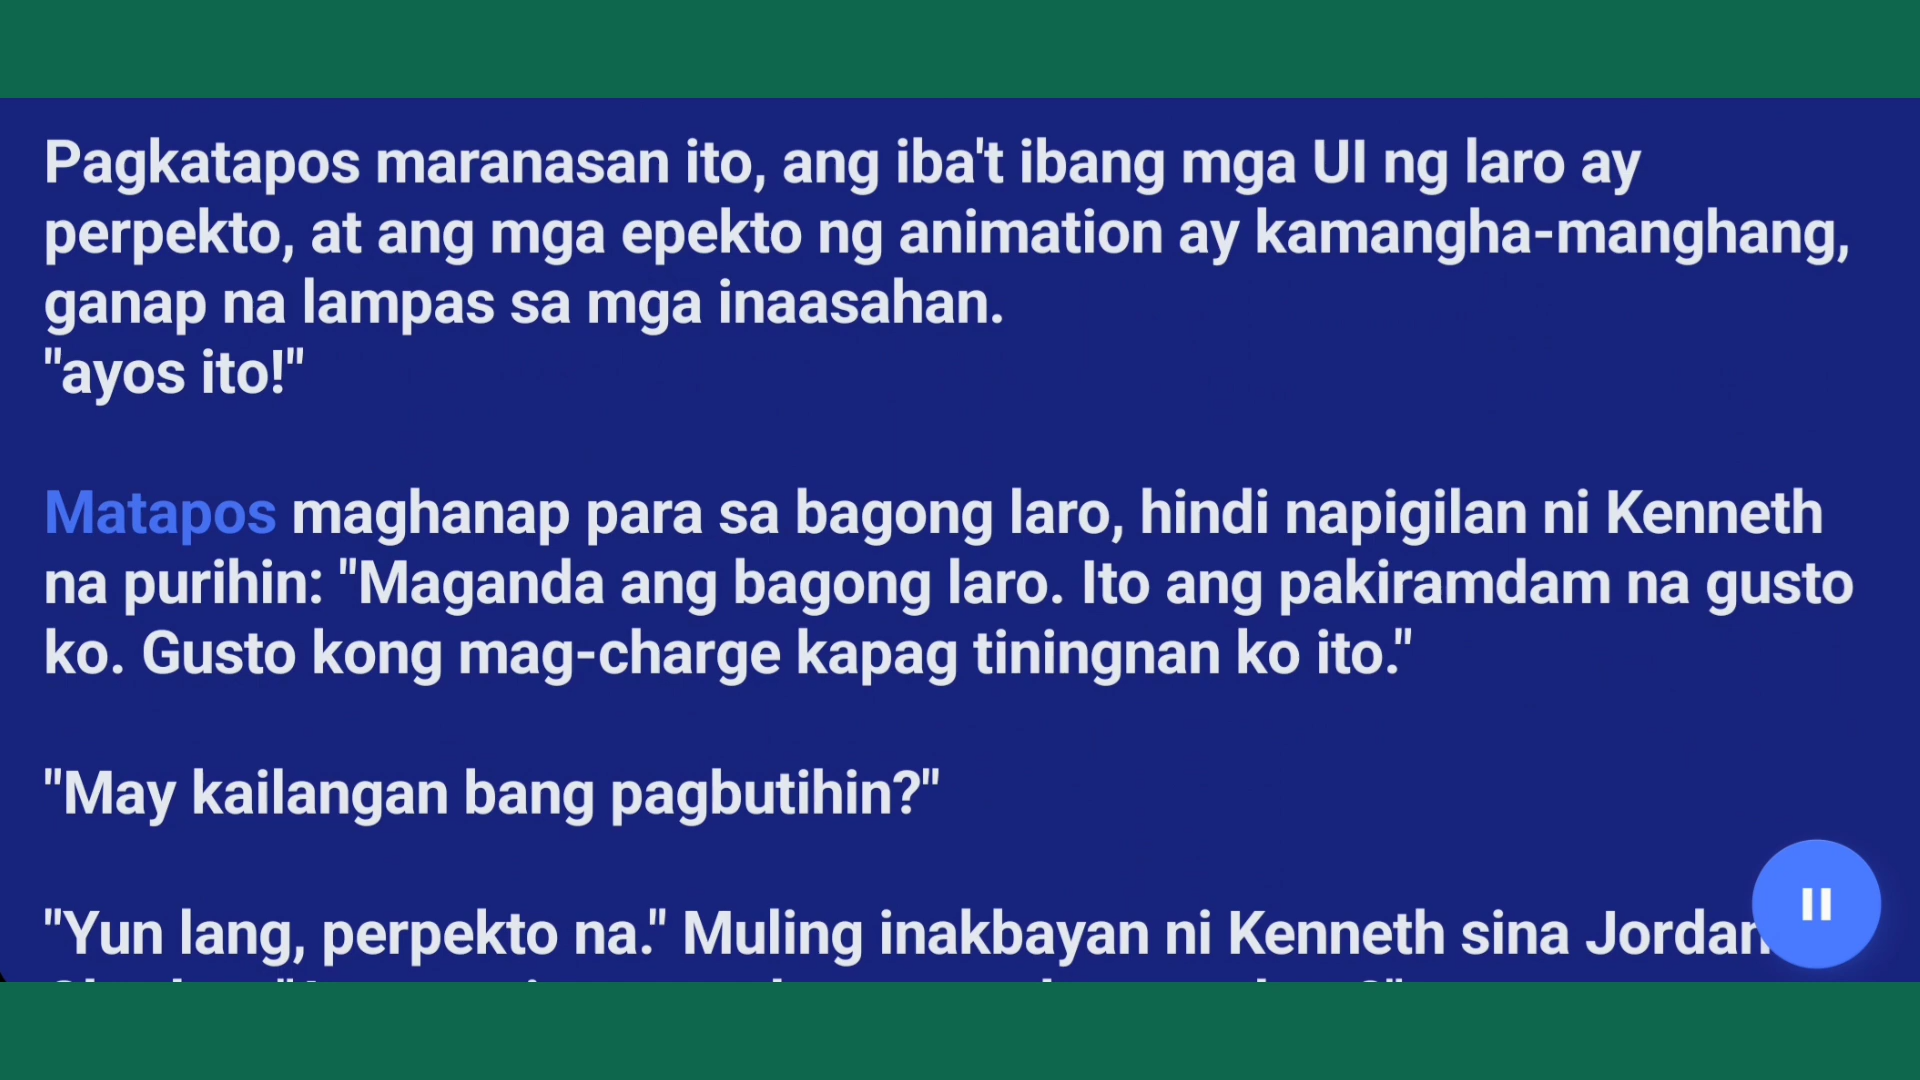 Pagkatapos maranasan ito, ang iba't ibang mga UI ng laro ay
perpekto, at ang mga epekto ng animation ay kamangha-manghang,
ganap na lampas sa mga inaasahan.
"ayos ito!"
Matapos maghanap para sa bagong laro, hindi napigilan ni Kenneth
na purihin: "Maganda ang bagong laro. Ito ang pakiramdam na gusto
ko. Gusto kong mag-charge kapag tiningnan ko ito."
"May kailangan bang pagbutihin?"
"Yun lang, perpekto na." Muling inakbayan ni Kenneth sina Jordan